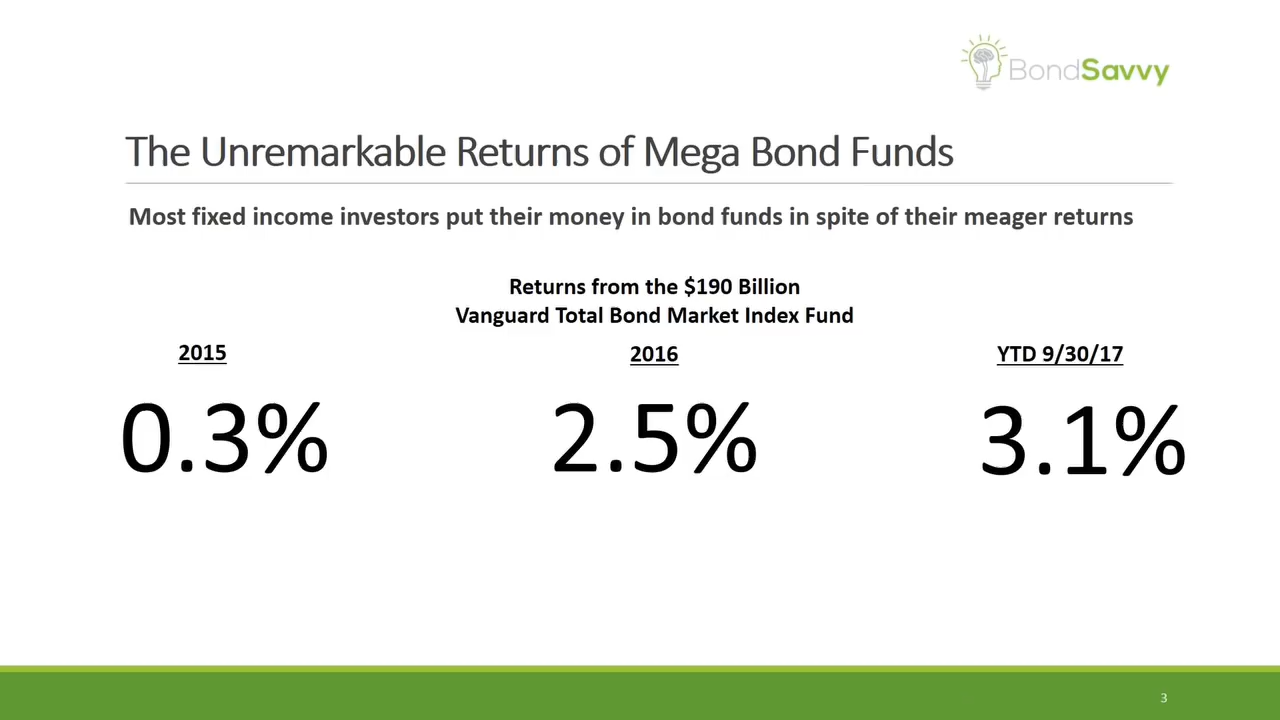 BondSavvy
The Unremarkable Returns of Mega Bond Funds
Most fixed income investors put their money in bond funds in spite of their meager returns
Returns from the $190 Billion
Vanguard Total Bond Market Index Fund
2015
2016
YTD 9/30/17
0.3%
2.5%
3.1%
3